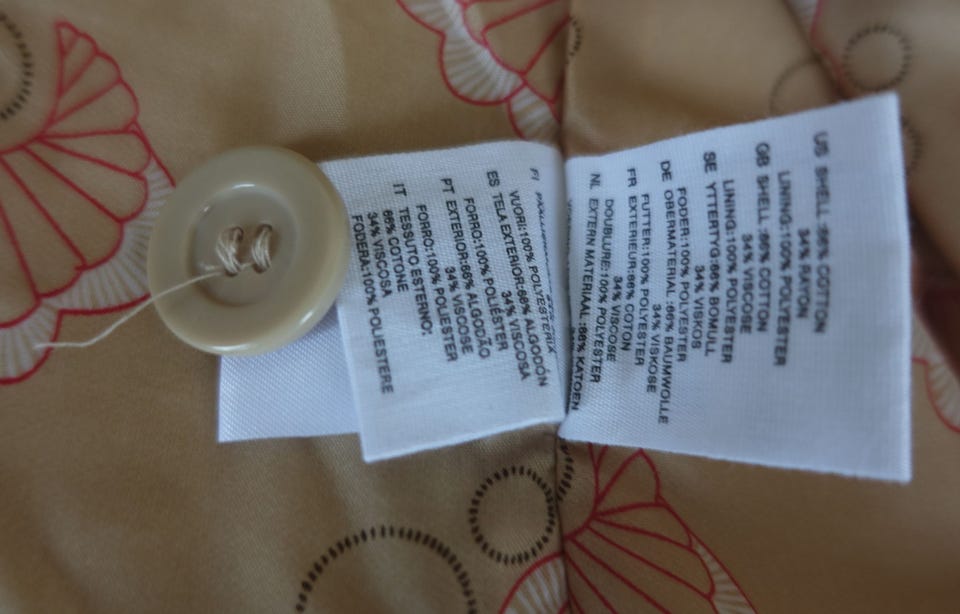 US SHELL :66% COTTON
34% RAYON
LINING:100% POLYESTER
GB SHELL :66% COTTON
34% VISCOSE
LINING:100% POLYESTER
SE YTTERTYG:66% BOMULL
34% VISKOS
FODER:100% POLYESTER
DE OBERMATERIAL :66% BAUMWOLLE
34% VISKOSE
FUTTER:100% POLYESTER
FR EXTERIEUR:66% COTON
34% VISCOSE
DOUBLURE:100% POLYESTER
NL EXTERN MATERIAAL :66% KATOEN
FI
VUORI:100% POLYESTERIÄ
ES TELA EXTERIOR:66% ALGODÓN
34% VISCOSA
FORRO:100% POLIÉSTER
PT EXTERIOR:66% ALGODÃO
34% VISCOSE
FORRO:100% POLIESTER
IT TESSUTO ESTERNO:
66% COTONE
34% VISCOSA
FODERA:100% POLIESTERE